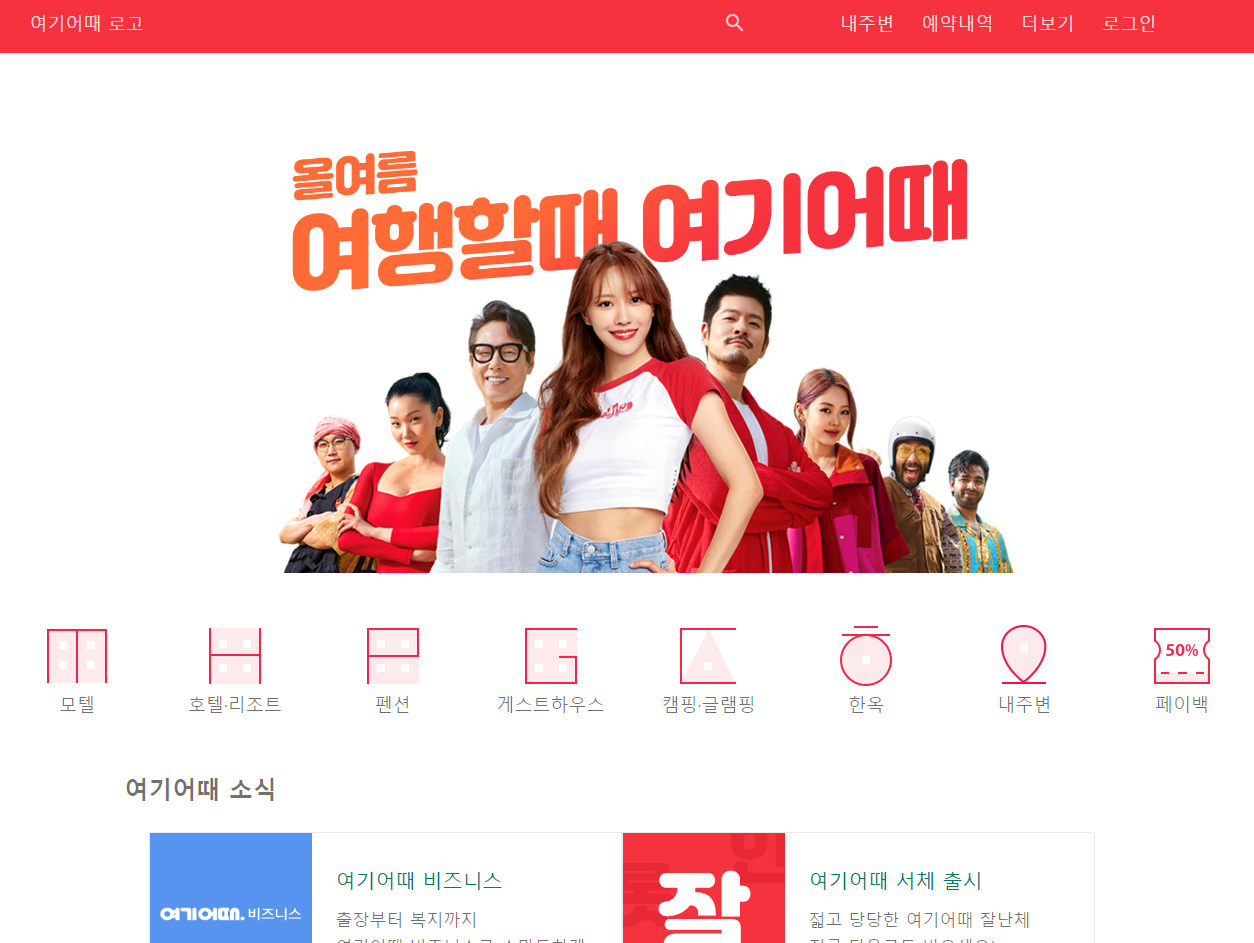 여기어때 로고
내주변 예약내역 더보기 로그인
올여름
여행할때 여기어때
50%
모텔 호텔·리조트 펜션 게스트하우스 캠핑·글램핑 한옥 내주변 페이백
여기어때 소식
여기어때 비즈니스
출장부터 복지까지
여기어때. 비즈니스
잘
여기어때 서체 출시
젊고 당당한 여기어때 잘난체